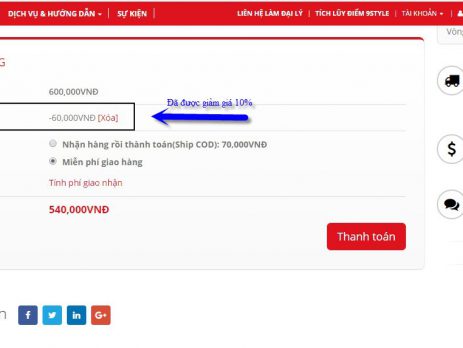 DỊCH VỤ & HƯỚNG DẪN
SỰ KIỆN
LIÊN HỆ LÀM ĐẠI LÝ
TÍCH LŨY ĐIỂM 9STYLE
TÀI KHOẢN
G
600,000VNĐ
Đã được giảm giá 10%
-60,000VNĐ [Xóa]
Nhận hàng rồi thành toán(Ship COD): 70,000VNĐ
Miễn phí giao hàng
Tính phí giao nhận
540,000VNĐ
Thanh toán